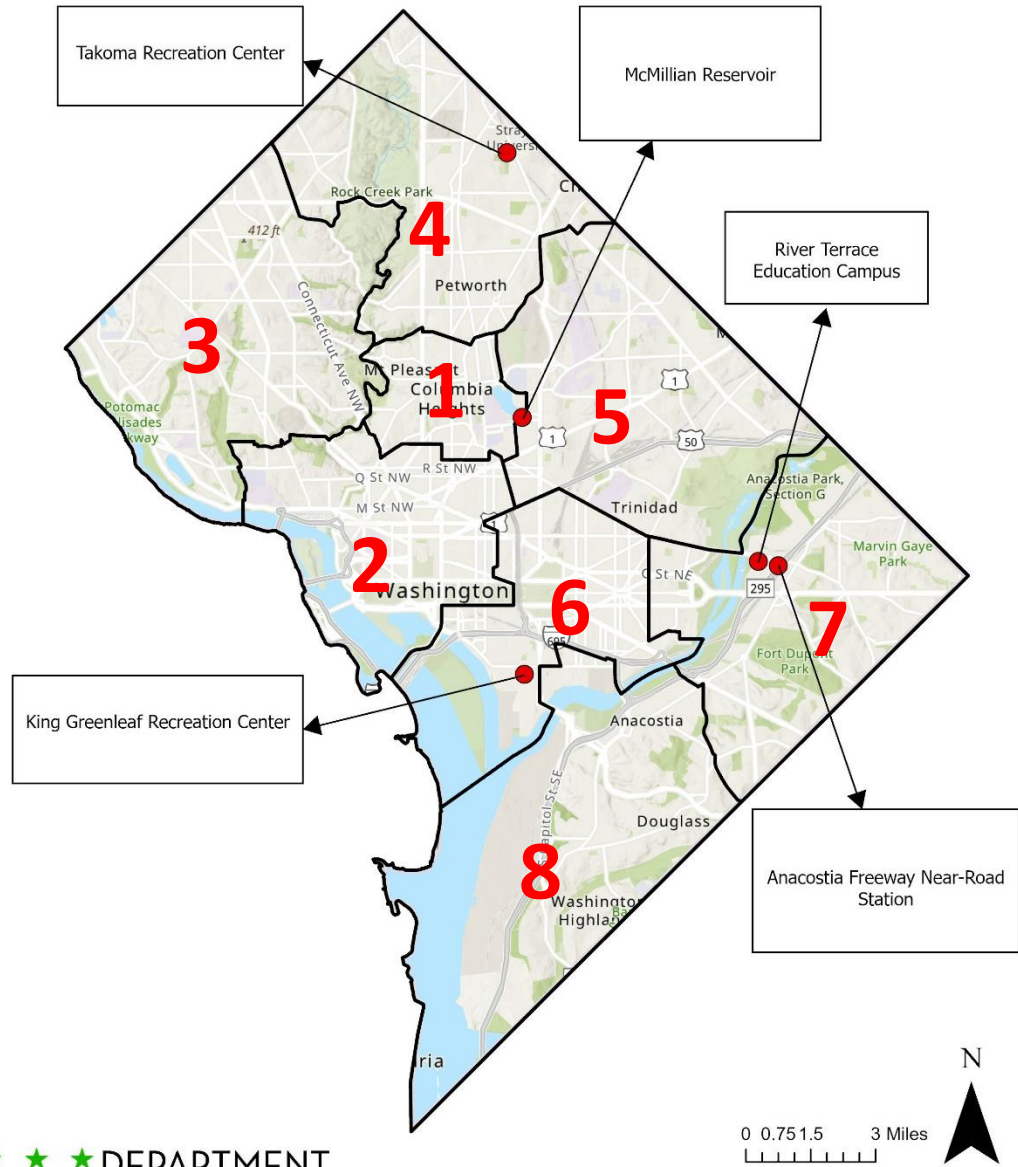 Takoma Recreation Center
McMillian Reservoir
River Terrace
Education Campus
King Greenleaf Recreation Center
Anacostia Freeway Near-Road
Station
Rock Creek Park
412 ft
4
Petworth
Connecticut Ave NW
3
Mt Pleasant
1
Columbia
Heights
5
1
1
50
Potomac
R St NW
Q St NW
M St NW
Trinidad
Anacostia Park,
Section G
Marvin Gaye
Park
2
Washington
1
6
St NE
295
7
695
Fort Dupont
Park
Anacostia
Capitol St SE
Douglass
8
Washington
ria
N
0 0.75 1.5 3 Miles
DEPARTMENT